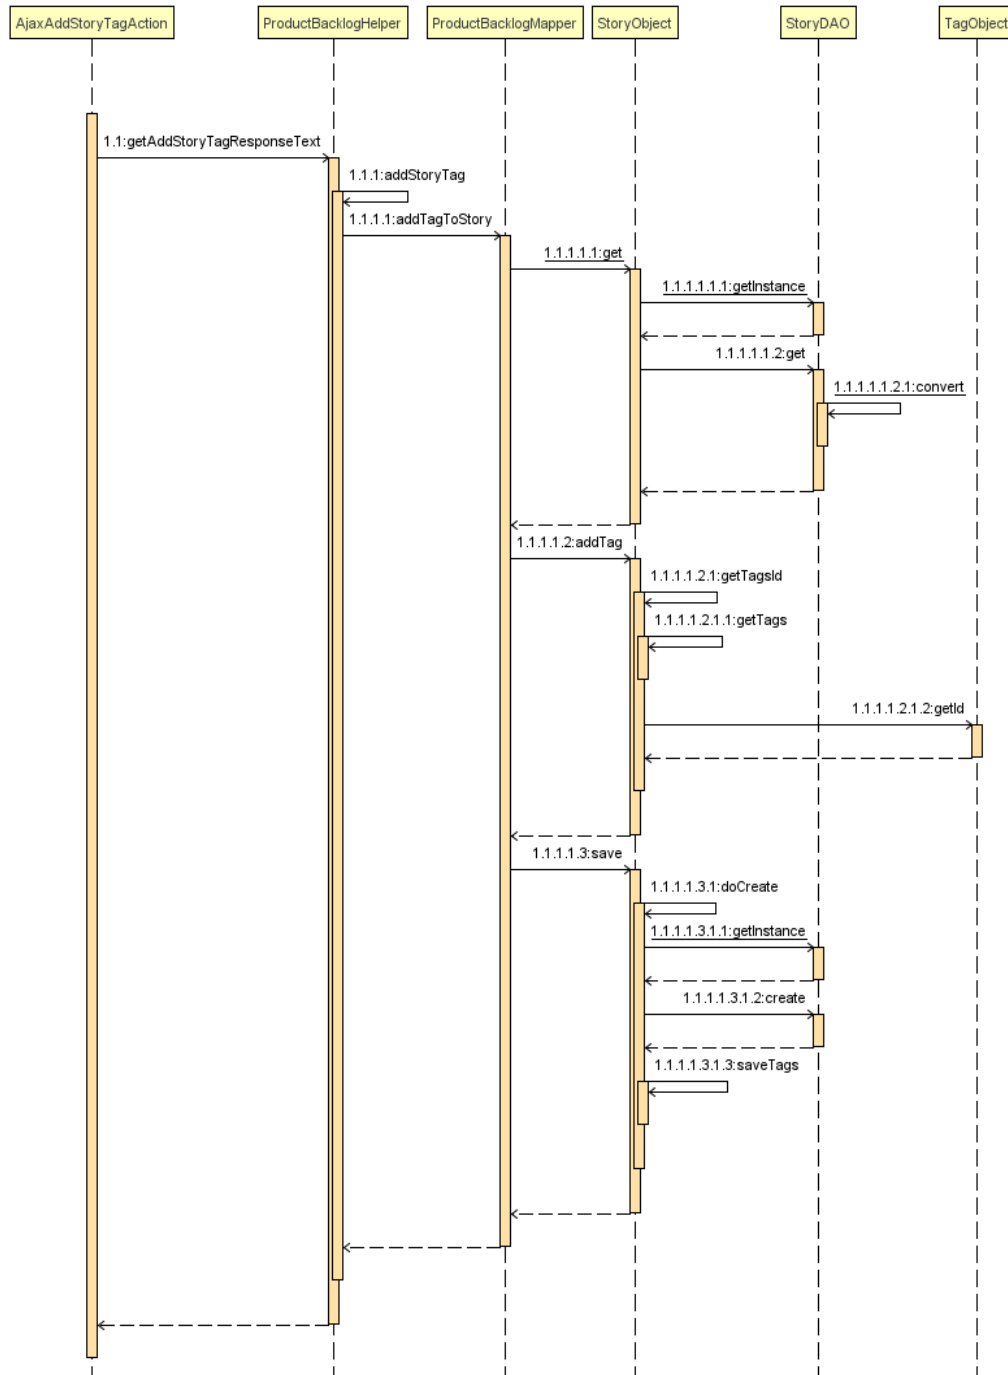 AjaxAddStoryTagAction
ProductBacklogHelper
ProductBacklogMapper
StoryObject
StoryDAO
TagObject
1.1:getAddStoryTagResponseText
1.1.1:addStoryTag
1.1.1.1:addTagToStory
1.1.1.1.1:get
1.1.1.1.1.1:getInstance
1.1.1.1.1.2:get
1.1.1.1.1.2.1:convert
1.1.1.1.2:addTag
1.1.1.1.2.1:getTagsId
1.1.1.1.2.1.1:getTags
1.1.1.1.2.1.2:getId
1.1.1.1.3:save
1.1.1.1.3.1:doCreate
1.1.1.1.3.1.1:getInstance
1.1.1.1.3.1.2:create
1.1.1.1.3.1.3:saveTags